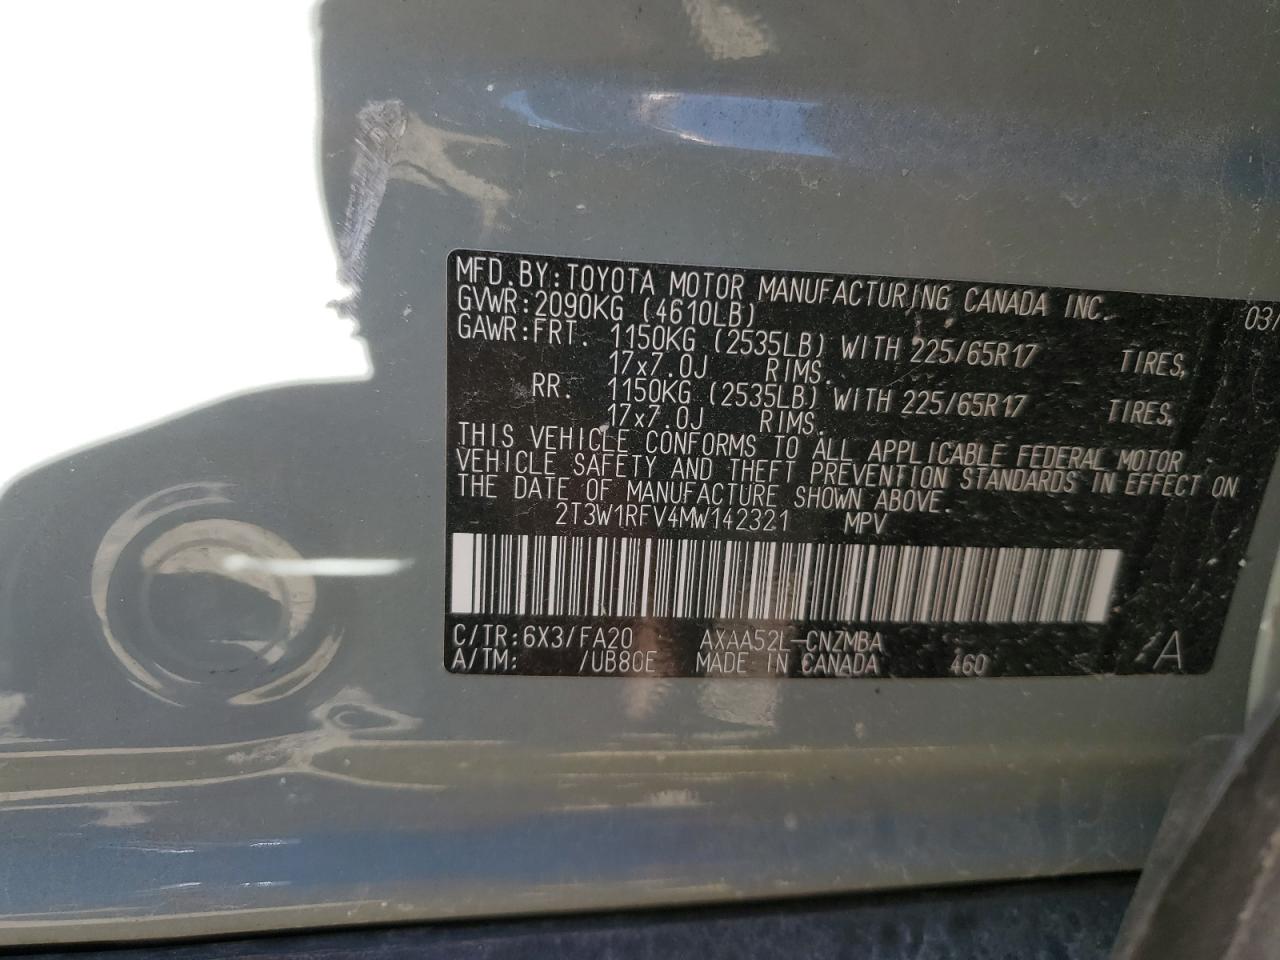 MFD.BY:TOYOTA MOTOR MANUFACTURING CANADA INC. 03/
GVWR:2090KG (4610LB)
GAWR:FRT. 1150KG (2535LB) WITH 225/65R17 TIRES,
17x7.0J RIMS.
RR. 1150KG (2535LB) WITH 225/65R17 TIRES,
17x7.0J RIMS.
THIS VEHICLE CONFORMS TO ALL APPLICABLE FEDERAL MOTOR
VEHICLE SAFETY AND THEFT PREVENTION STANDARDS IN EFFECT ON
THE DATE OF MANUFACTURE SHOWN ABOVE.
2T3W1RFV4MW142321 MPV
C/TR:6X3/FA20 AXAA52L-CNZMBA A
A/TM: /UB80E MADE IN CANADA 460